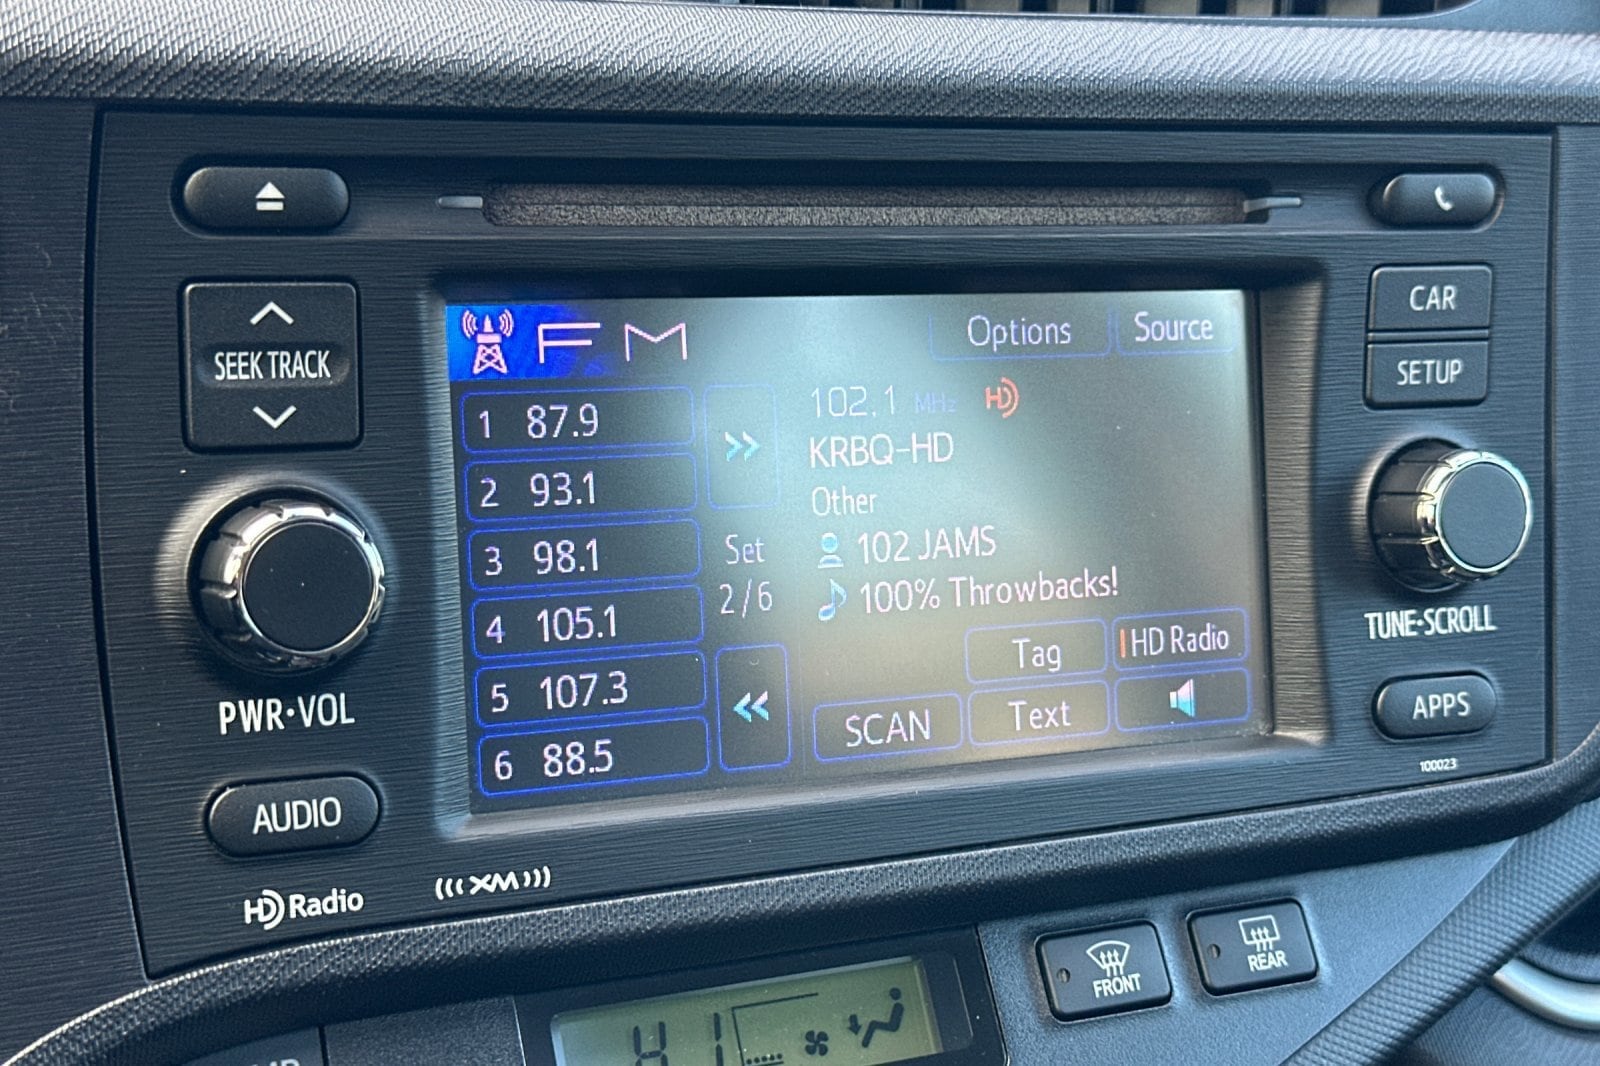 SEEK TRACK
PWR•VOL
AUDIO
HD Radio
(((XM)))
FM
Options
Source
1 87.9
2 93.1
3 98.1
4 105.1
5 107.3
6 88.5
>>
Set
2/6
<<
102.1 MHz HD
KRBQ-HD
Other
102 JAMS
100% Throwbacks!
Tag
HD Radio
SCAN
Text
CAR
SETUP
TUNE•SCROLL
APPS
100023
FRONT
REAR